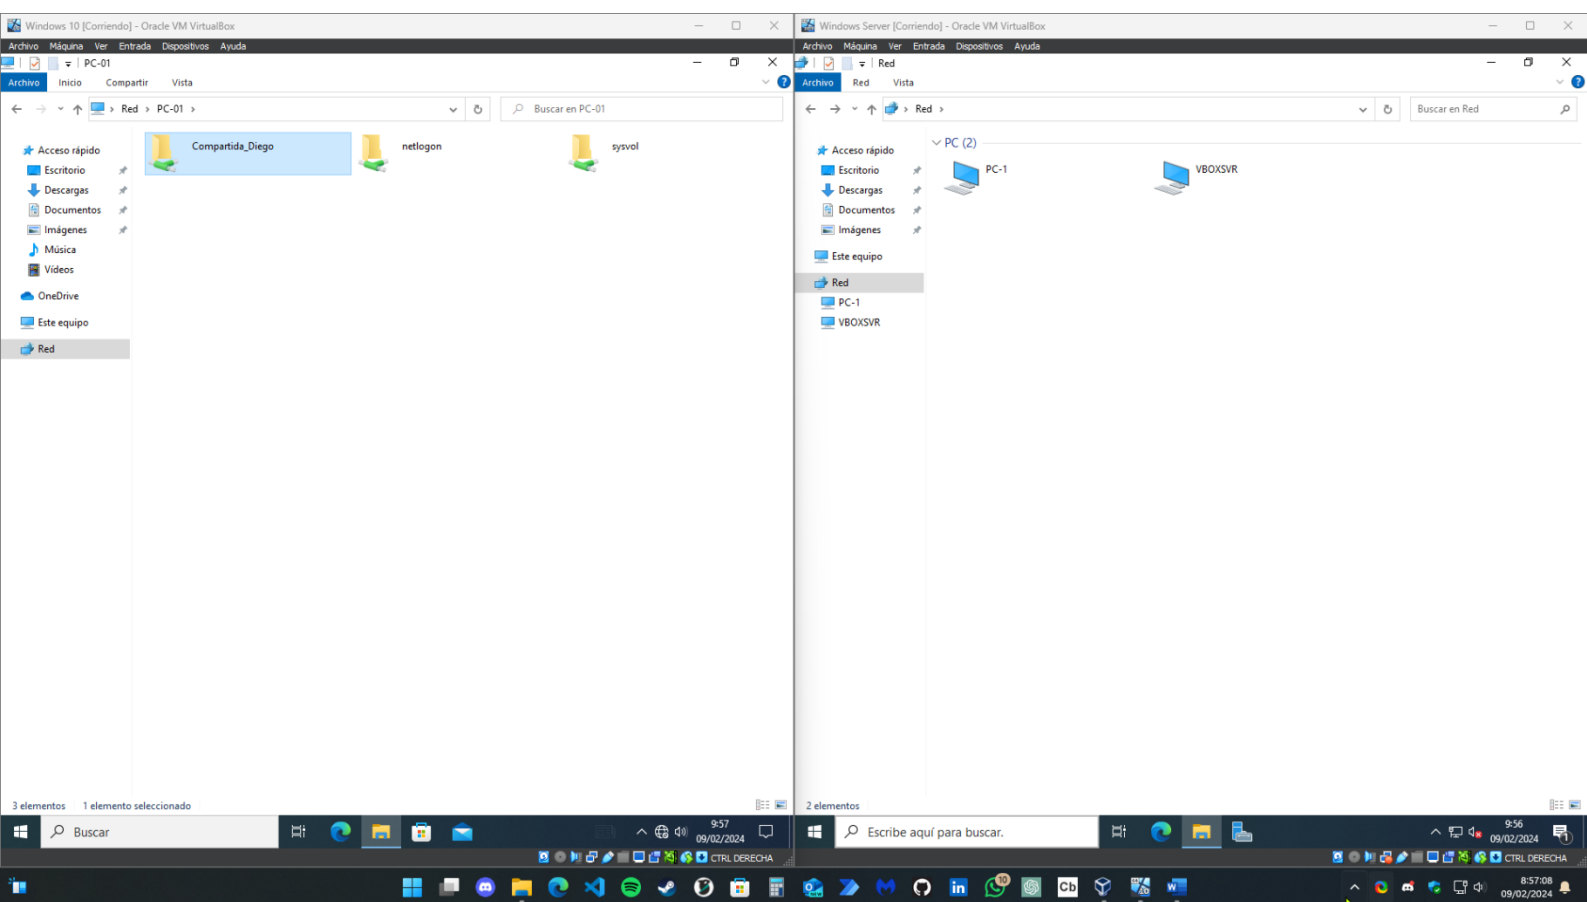 Windows 10 [Corriendo] - Oracle VM VirtualBox
Archivo Máquina Ver Entrada Dispositivos Ayuda
PC-01
Archivo Inicio Compartir Vista
Red > PC-01 >
Buscar en PC-01
Acceso rápido
Escritorio
Descargas
Documentos
Imágenes
Música
Vídeos
OneDrive
Este equipo
Red
Compartida_Diego
netlogon
sysvol
3 elementos 1 elemento seleccionado
Buscar
9:57
09/02/2024
CTRL DERECHA
Windows Server [Corriendo] - Oracle VM VirtualBox
Archivo Máquina Ver Entrada Dispositivos Ayuda
Red
Archivo Red Vista
Red >
Buscar en Red
Acceso rápido
Escritorio
Descargas
Documentos
Imágenes
Este equipo
Red
PC-1
VBOXSVR
PC (2)
PC-1
VBOXSVR
2 elementos
Escribe aquí para buscar.
9:56
09/02/2024
1
CTRL DERECHA
in
10
Cb
8:57:08
09/02/2024